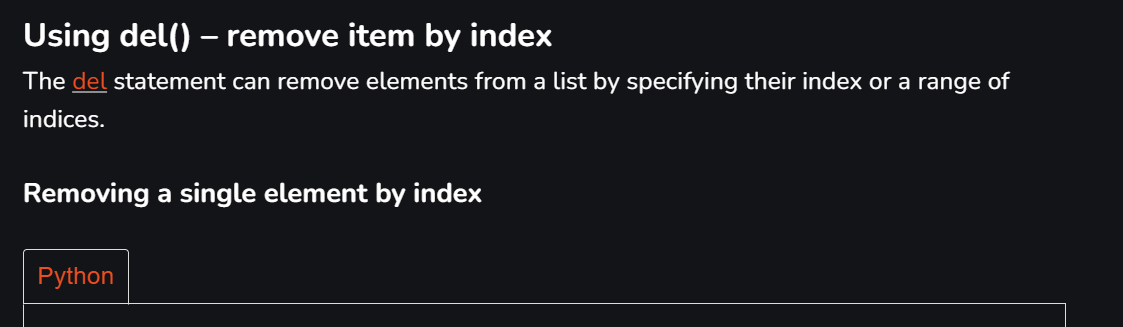 Using del() – remove item by index
The del statement can remove elements from a list by specifying their index or a range of
indices.
Removing a single element by index
Python